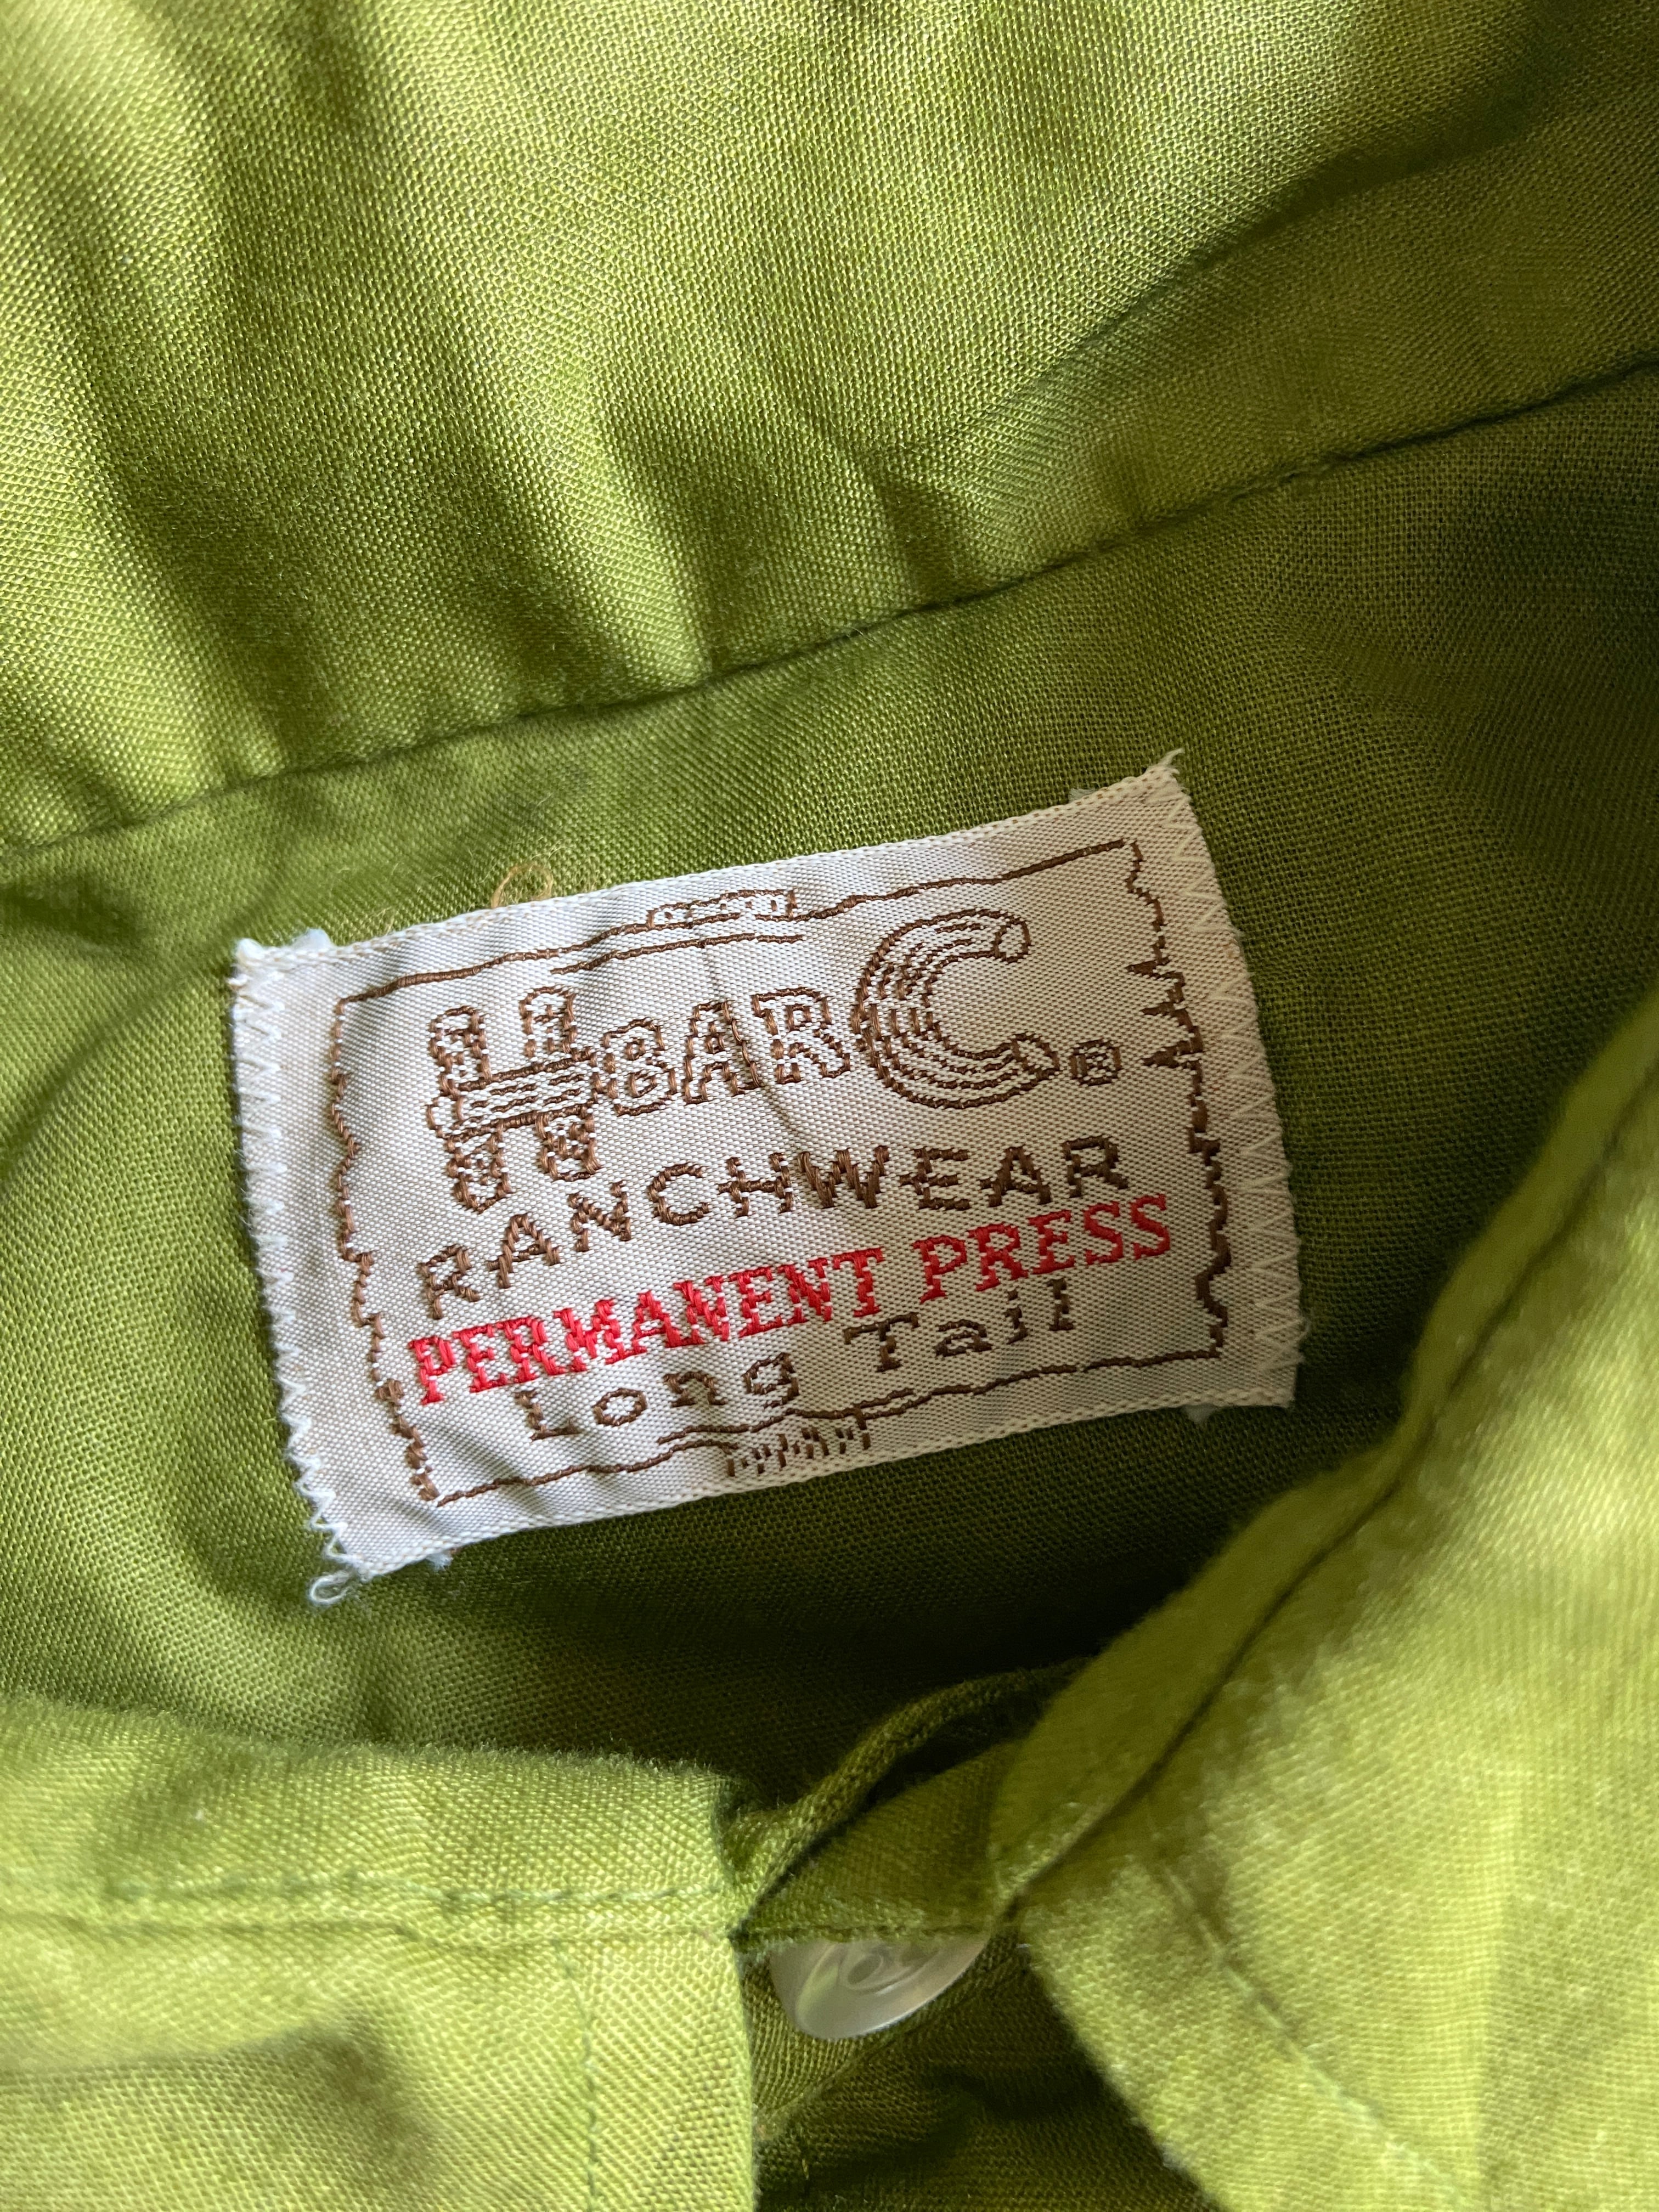 H BAR C ®
RANCHWEAR
PERMANENT PRESS
Long Tail